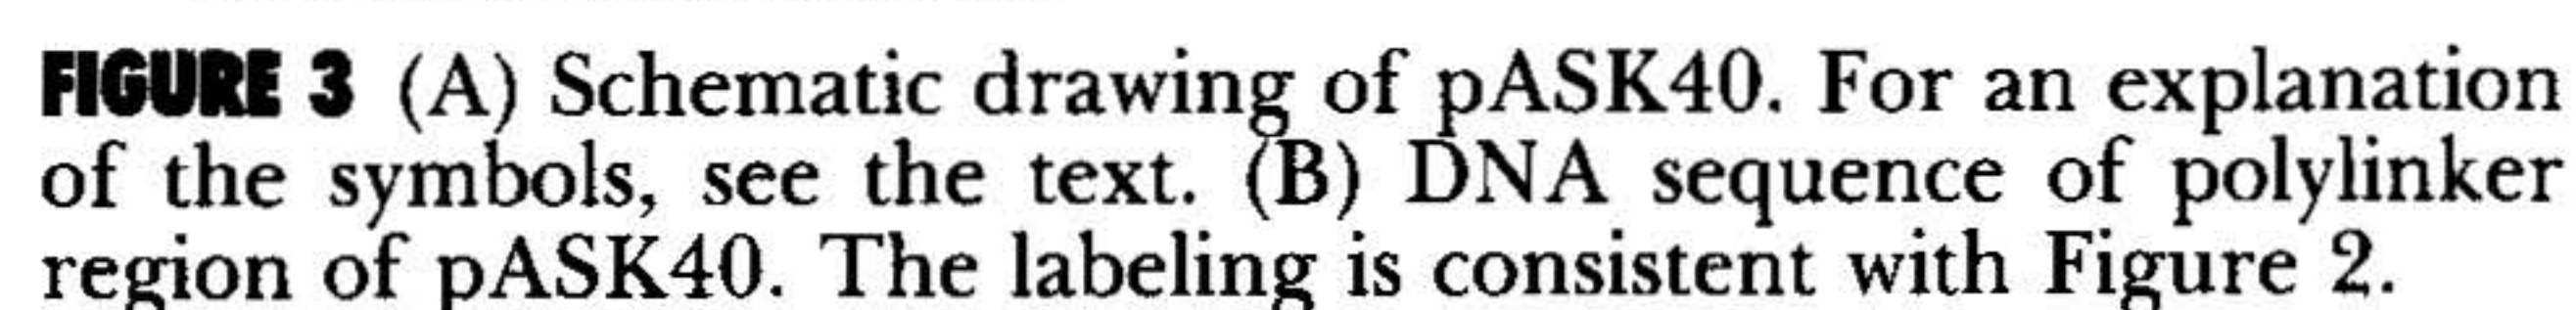 FIGURE 3 (A) Schematic drawing of pASK40. For an explanation
of the symbols, see the text. (B) DNA sequence of polylinker
region of pASK40. The labeling is consistent with Figure 2.